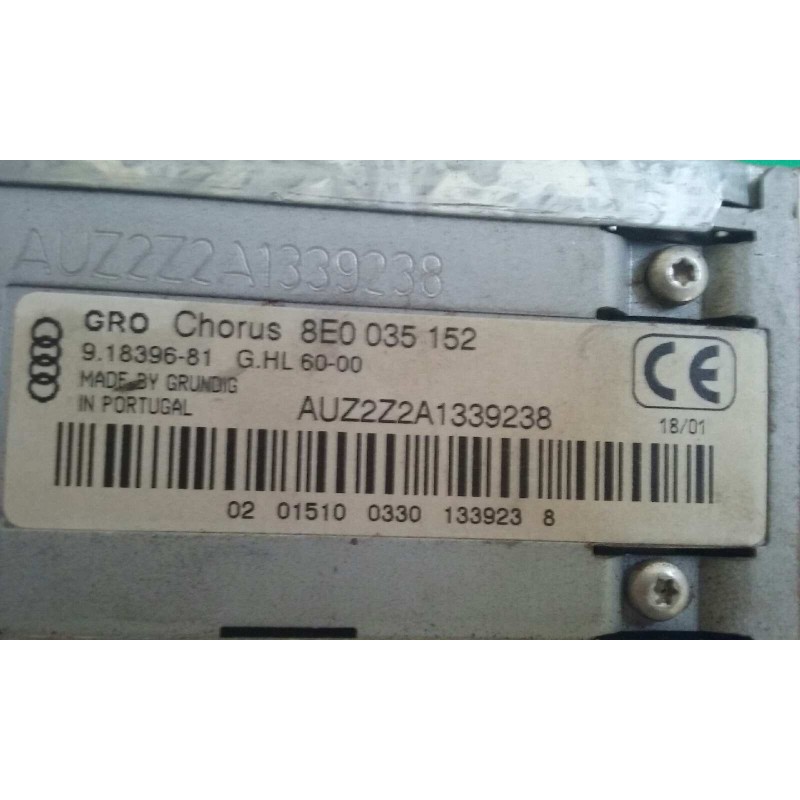 AUZ2Z2A1339238
GRO Chorus 8E0 035 152
9.18396-81 G.HL 60-00
MADE BY GRUNDIG
IN PORTUGAL
AUZ2Z2A1339238
CE
18/01
02 01510 0330 133923 8